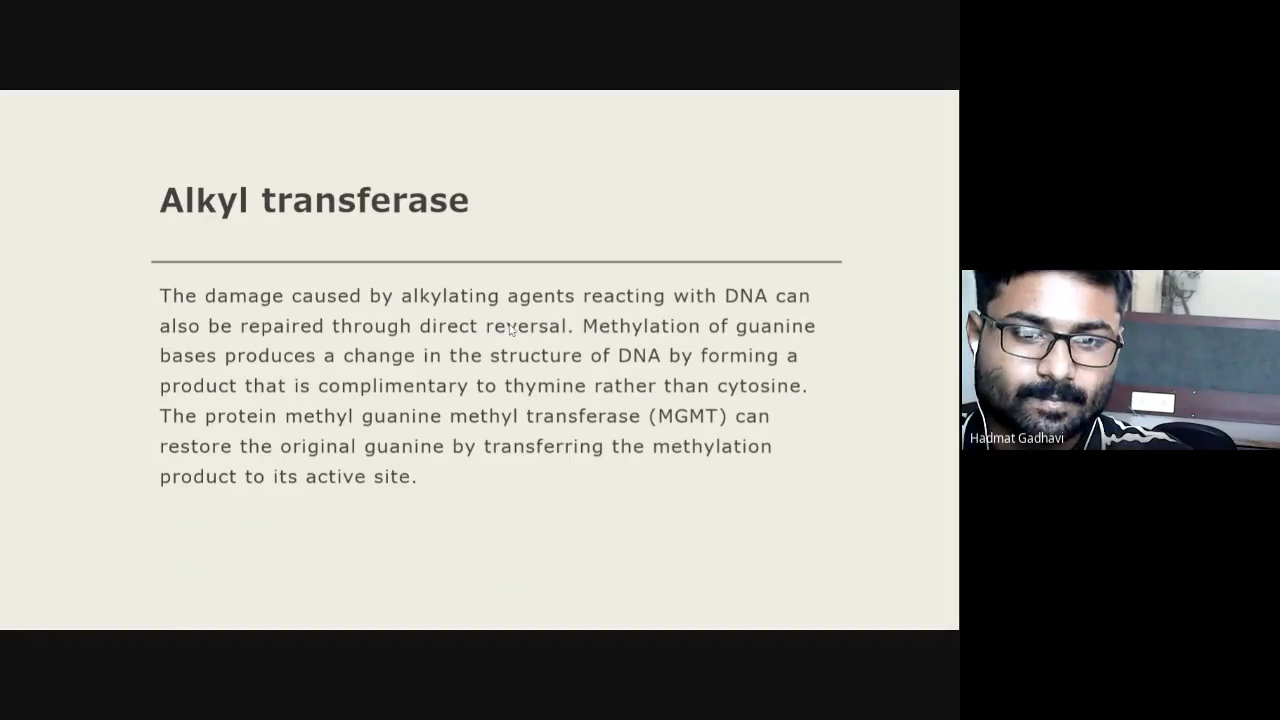 Alkyl transferase
The damage caused by alkylating agents reacting with DNA can
also be repaired through direct reversal. Methylation of guanine
bases produces a change in the structure of DNA by forming a
product that is complimentary to thymine rather than cytosine.
The protein methyl guanine methyl transferase (MGMT) can
restore the original guanine by transferring the methylation
product to its active site.
Hadmat Gadhavi